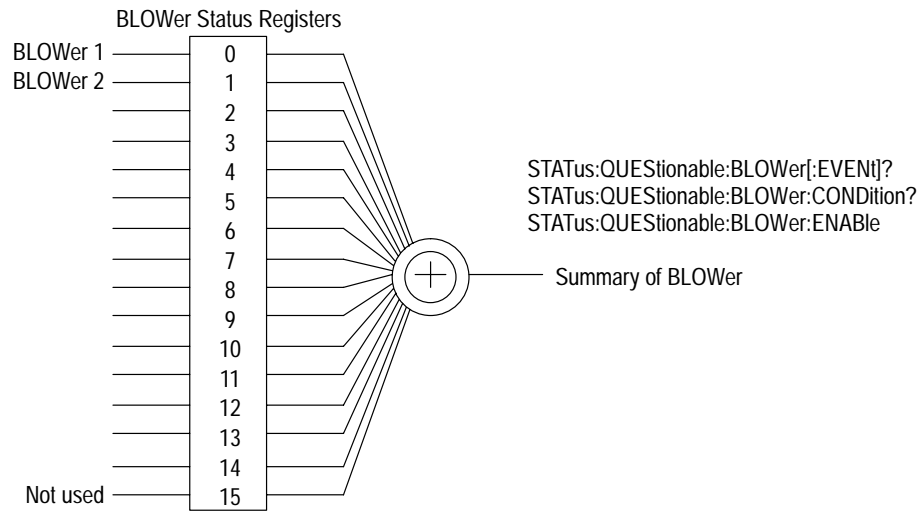 BLOWer Status Registers
BLOWer 1
BLOWer 2
0
1
2
3
4
5
6
7
8
9
10
11
12
13
14
15
Not used
STATus:QUEStionable:BLOWer[:EVENt]?
STATus:QUEStionable:BLOWer:CONDition?
STATus:QUEStionable:BLOWer:ENABle
Summary of BLOWer